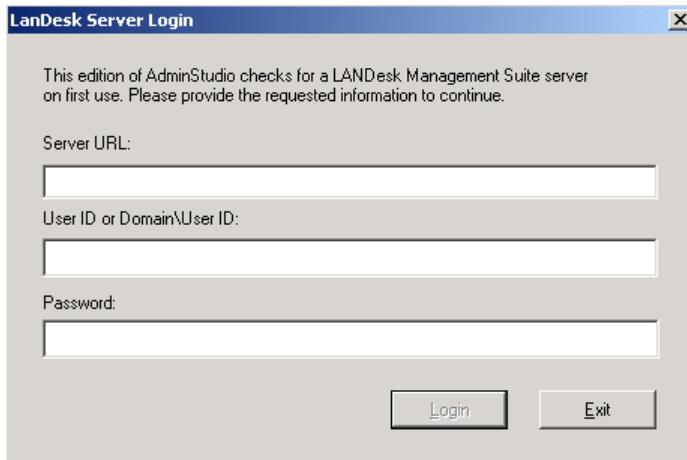 LanDesk Server Login
This edition of AdminStudio checks for a LANDesk Management Suite server
on first use. Please provide the requested information to continue.
Server URL:
User ID or Domain\User ID:
Password:
Login Exit